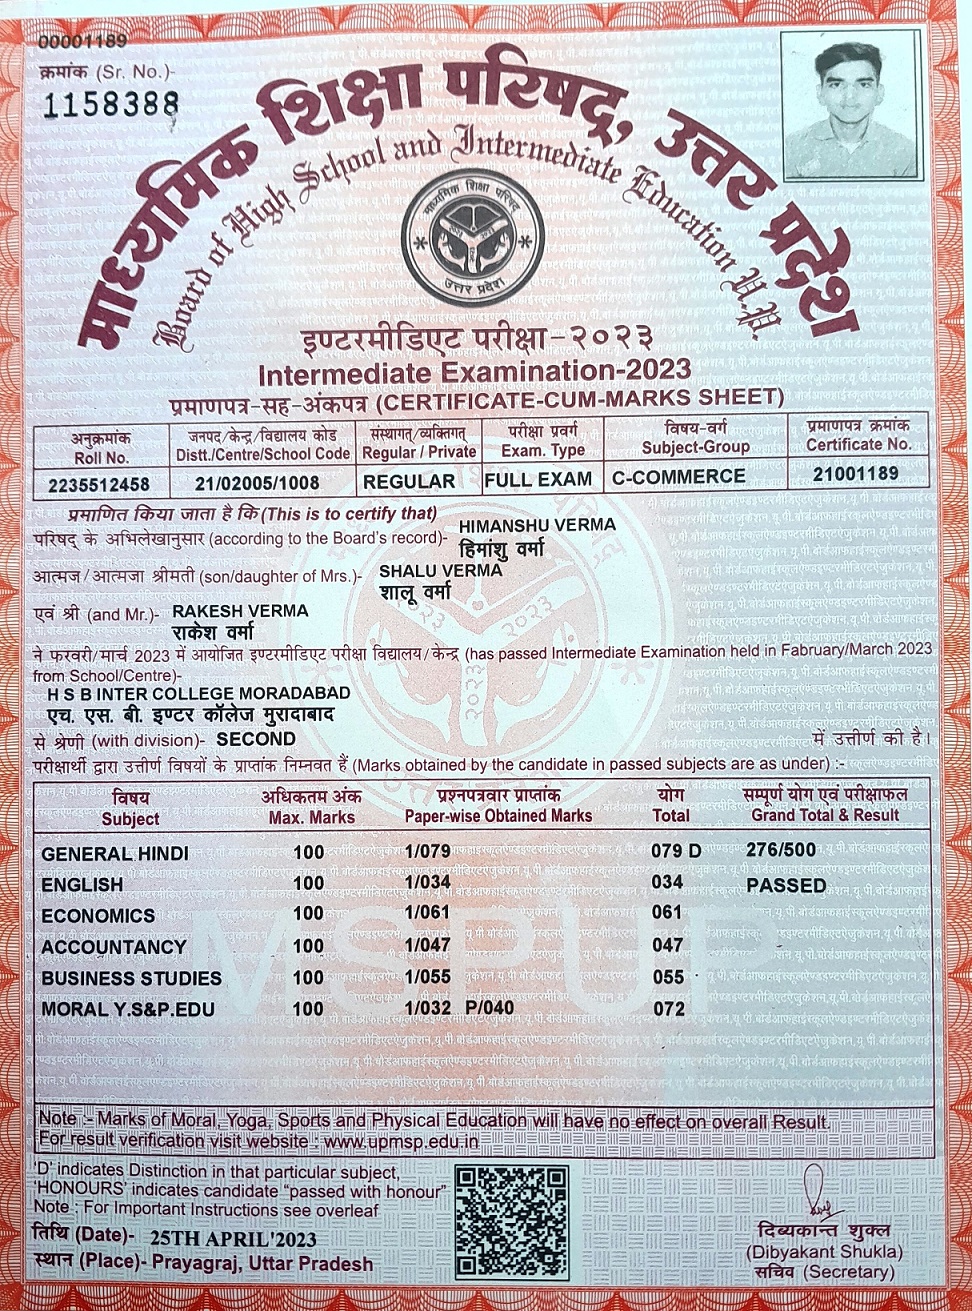 00001189
क्रमांक (Sr. No.)-
1158388
माध्यमिक शिक्षा परिषद्, उत्तर प्रदेश
Board of High School and Intermediate Education U.P.
माध्यमिक शिक्षा परिषद्
उत्तर प्रदेश
इण्टरमीडिएट परीक्षा-२०२३
Intermediate Examination-2023
प्रमाणपत्र-सह-अंकपत्र (CERTIFICATE-CUM-MARKS SHEET)
अनुक्रमांक जनपद/केन्द्र/विद्यालय कोड संस्थागत/व्यक्तिगत परीक्षा प्रवर्ग विषय-वर्ग प्रमाणपत्र क्रमांक
Roll No. Distt./Centre/School Code Regular / Private Exam. Type Subject-Group Certificate No.
2235512458 21/02005/1008 REGULAR FULL EXAM C-COMMERCE 21001189
प्रमाणित किया जाता है कि (This is to certify that)
HIMANSHU VERMA
परिषद् के अभिलेखानुसार (according to the Board's record)-
हिमांशु वर्मा
SHALU VERMA
आत्मज/आत्मजा श्रीमती (son/daughter of Mrs.)-
शालू वर्मा
एवं श्री (and Mr.)- RAKESH VERMA
राकेश वर्मा
ने फरवरी/मार्च 2023 में आयोजित इण्टरमीडिएट परीक्षा विद्यालय/केन्द्र (has passed Intermediate Examination held in Fabruary/March 2023
from School/Centre)-
H S B INTER COLLEGE MORADABAD
एच. एस. बी. इण्टर कॉलेज मुरादाबाद
से श्रेणी (with division)- SECOND में उत्तीर्ण की है।
परीक्षार्थी द्वारा उत्तीर्ण विषयों के प्राप्तांक निम्नवत हैं (Marks obtained by the candidate in passed subjects are as under) :-
विषय अधिकतम अंक प्रश्नपत्रवार प्राप्तांक योग सम्पूर्ण योग एवं परीक्षाफल
Subject Max. Marks Paper-wise Obtained Marks Total Grand Total & Result
GENERAL HINDI 100 1/079 079 D 276/500
ENGLISH 100 1/034 034 PASSED
ECONOMICS 100 1/061 061
ACCOUNTANCY 100 1/047 047
BUSINESS STUDIES 100 1/055 055
MORAL Y.S&P.EDU 100 1/032 P/040 072
Note :- Marks of Moral, Yoga, Sports and Physical Education will have no effect on overall Result.
For result verification visit website : www.upmsp.edu.in
'D' indicates Distinction in that particular subject,
'HONOURS' indicates candidate "passed with honour"
Note : For Important Instructions see overleaf
तिथि (Date)- 25TH APRIL'2023
स्थान (Place)- Prayagraj, Uttar Pradesh
दिब्यकान्त शुक्ल
(Dibyakant Shukla)
सचिव (Secretary)